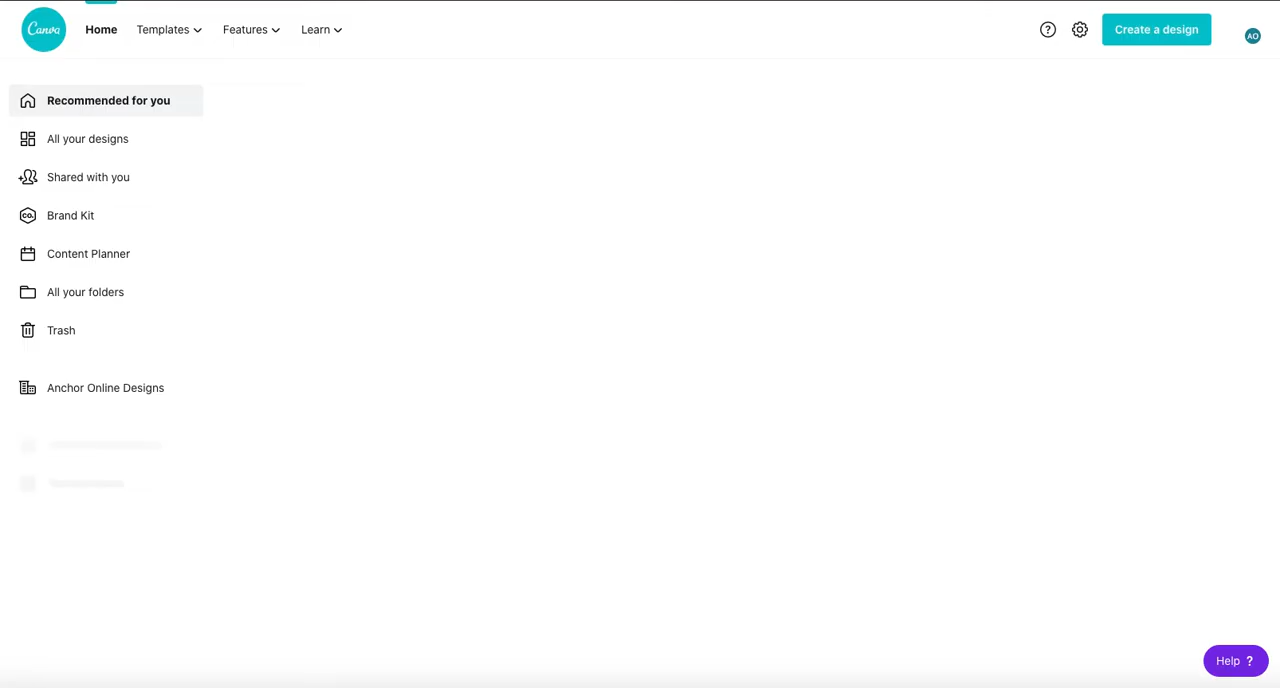 Canva Home Templates Features Learn ? Create a design AO
Recommended for you
All your designs
Shared with you
CO. Brand Kit
Content Planner
All your folders
Trash
Anchor Online Designs
Help ?